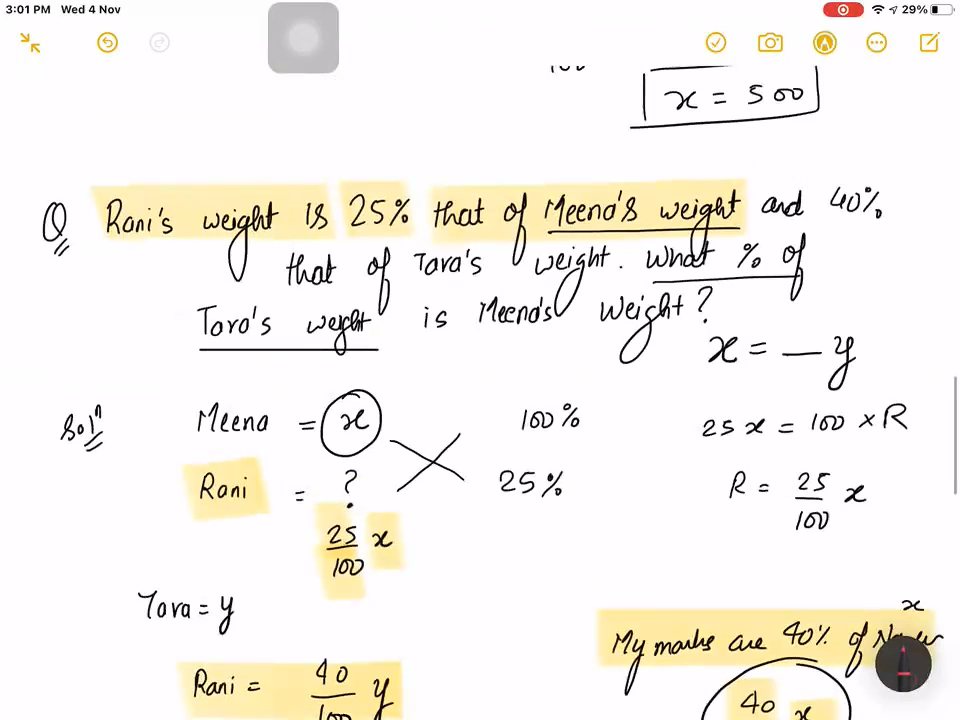 3:01 PM Wed 4 Nov
29%
100
x = 500
Q Rani's weight is 25% that of Meena's weight and 40%
that of Tara's weight. What % of
Tara's weight is Meena's weight?
x = — y
Soln Meena = x 100% 25x = 100 × R
Rani = ? 25% R = 25/100 x
25/100 x
Tara = y
x
My marks are 40% of
Rani = 40/100 y
40 x